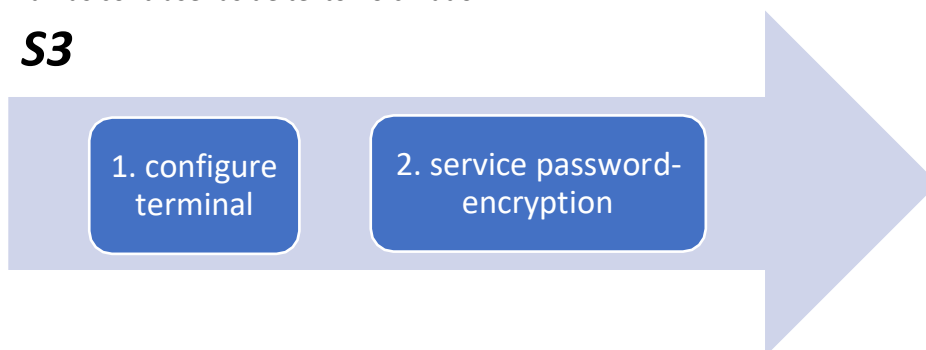 S3
1. configure
terminal
2. service password-
encryption